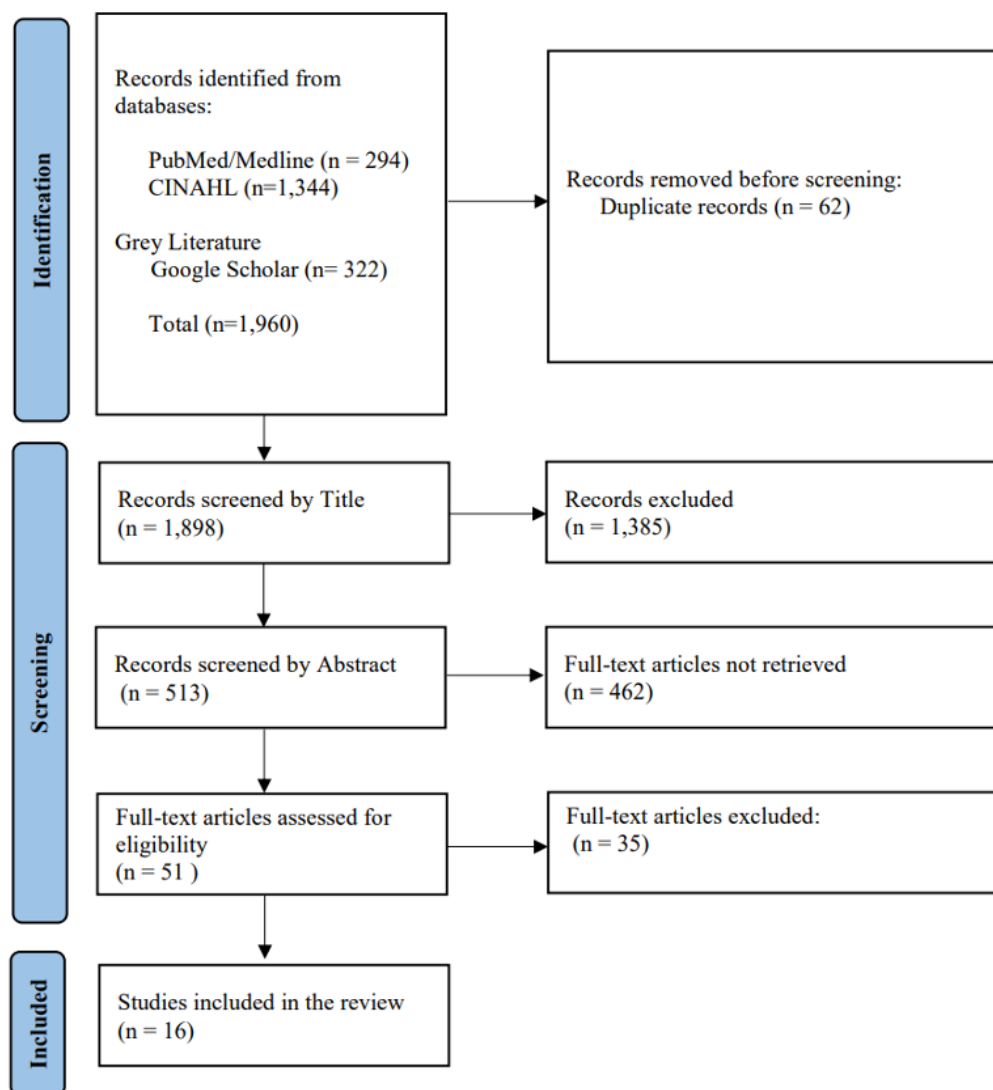 Identification
Records identified from
databases:
PubMed/Medline (n = 294)
CINAHL (n=1,344)
Grey Literature
Google Scholar (n= 322)
Total (n=1,960)
Records removed before screening:
Duplicate records (n = 62)
Screening
Records screened by Title
(n = 1,898)
Records excluded
(n = 1,385)
Records screened by Abstract
(n = 513)
Full-text articles not retrieved
(n = 462)
Full-text articles assessed for
eligibility
(n = 51 )
Full-text articles excluded:
(n = 35)
Included
Studies included in the review
(n = 16)